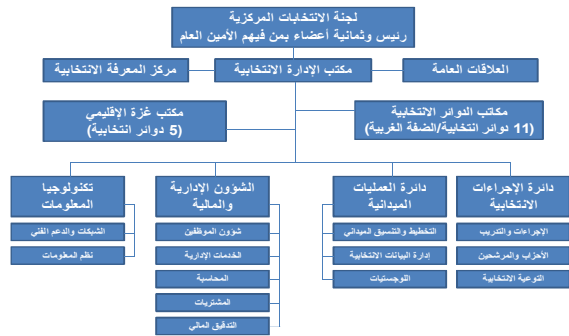 لجنة الانتخابات المركزية
رئيس وثمانية أعضاء بمن فيهم الأمين العام
العلاقات العامة
مكتب الإدارة الانتخابية
مركز المعرفة الانتخابية
مكاتب الدوائر الانتخابية
(11 دوائر انتخابية/الضفة الغربية)
مكتب غزة الإقليمي
(5 دوائر انتخابية)
دائرة الإجراءات
الانتخابية
الإجراءات والتدريب
الأحزاب والمرشحين
التوعية الانتخابية
دائرة العمليات
الميدانية
التخطيط والتنسيق الميداني
إدارة البيانات الانتخابية
اللوجستيات
الشؤون الإدارية
والمالية
شؤون الموظفين
الخدمات الإدارية
المحاسبة
المشتريات
التدقيق المالي
تكنولوجيا
المعلومات
الشبكات والدعم الفني
نظم المعلومات